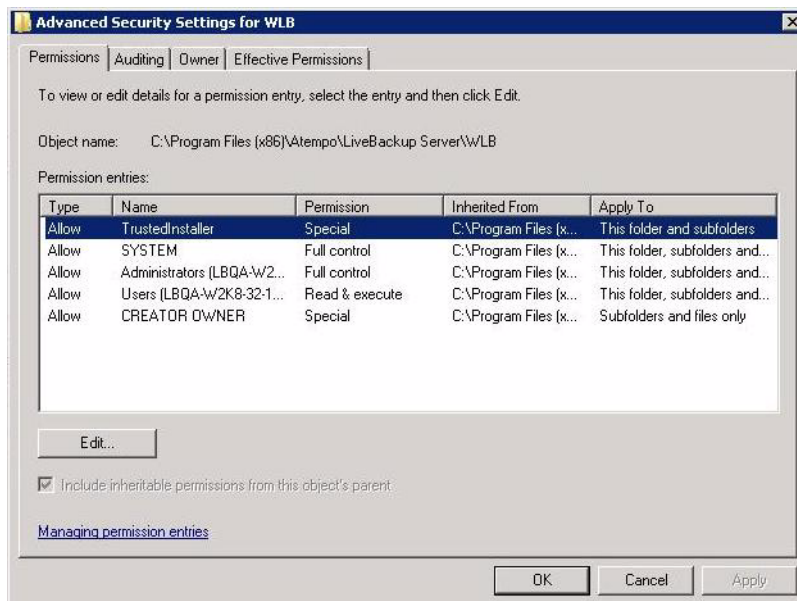 Advanced Security Settings for WLB
Permissions Auditing Owner Effective Permissions
To view or edit details for a permission entry, select the entry and then click Edit.
Object name: C:\Program Files (x86)\Atempo\LiveBackup Server\WLB
Permission entries:
Type Name Permission Inherited From Apply To
Allow TrustedInstaller Special C:\Program Files (x... This folder and subfolders
Allow SYSTEM Full control C:\Program Files (x... This folder, subfolders and...
Allow Administrators (LBQA-W2... Full control C:\Program Files (x... This folder, subfolders and...
Allow Users (LBQA-W2K8-32-1... Read & execute C:\Program Files (x... This folder, subfolders and...
Allow CREATOR OWNER Special C:\Program Files (x... Subfolders and files only
Edit...
Include inheritable permissions from this object's parent
Managing permission entries
OK Cancel Apply